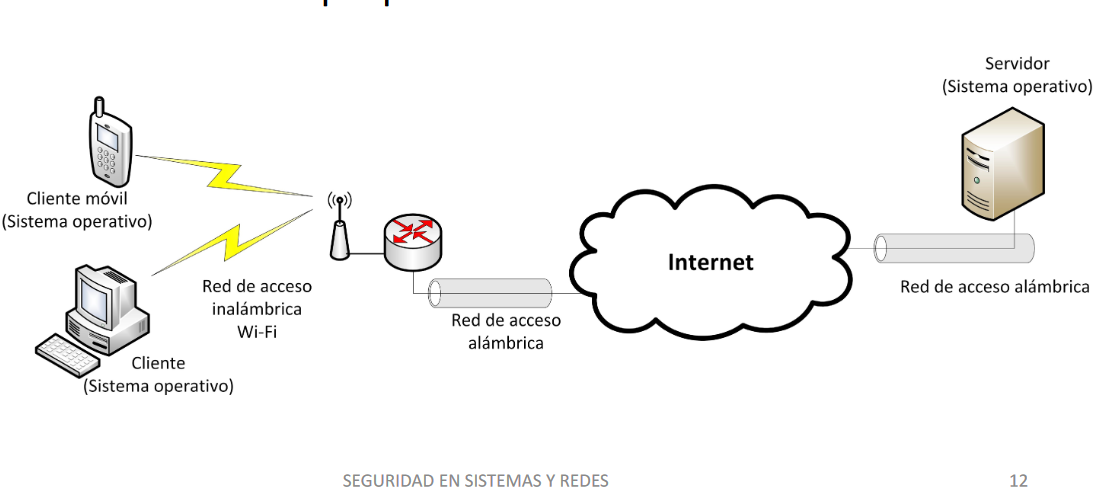 Servidor
(Sistema operativo)
Cliente móvil
(Sistema operativo)
Internet
Red de acceso
inalámbrica
Wi-Fi
Red de acceso alámbrica
Red de acceso
alámbrica
Cliente
(Sistema operativo)
SEGURIDAD EN SISTEMAS Y REDES
12